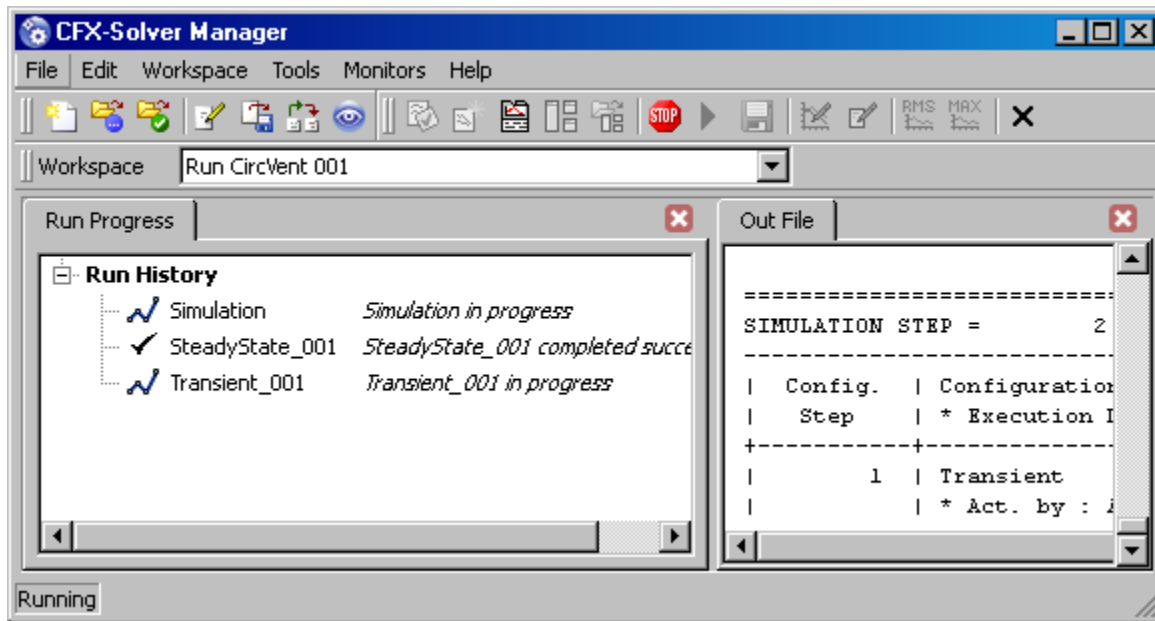 CFX-Solver Manager
File Edit Workspace Tools Monitors Help
STOP RMS MAX
Workspace Run CircVent 001
Run Progress
Run History
Simulation Simulation in progress
SteadyState_001 SteadyState_001 completed succe
Transient_001 Transient_001 in progress
Out File
==========================
SIMULATION STEP = 2
--------------------------
| Config. | Configuration
| Step | * Execution
+-----------+--------------
| 1 | Transient
| | * Act. by :
Running